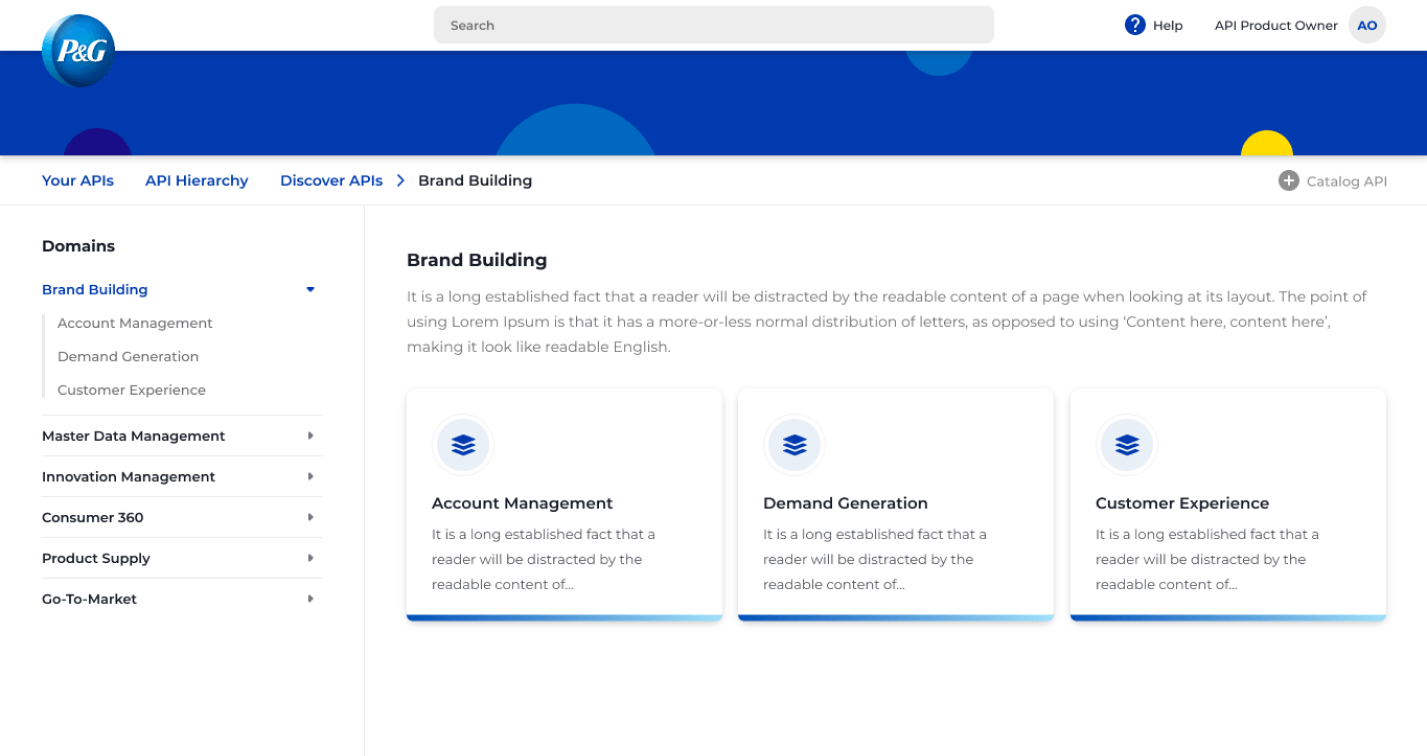 P&G
Search
? Help
API Product Owner
AO
Your APIs
API Hierarchy
Discover APIs
Brand Building
Catalog API
Domains
Brand Building
Account Management
Demand Generation
Customer Experience
Master Data Management
Innovation Management
Consumer 360
Product Supply
Go-To-Market
Brand Building
It is a long established fact that a reader will be distracted by the readable content of a page when looking at its layout. The point of
using Lorem Ipsum is that it has a more-or-less normal distribution of letters, as opposed to using ‘Content here, content here’,
making it look like readable English.
Account Management
It is a long established fact that a
reader will be distracted by the
readable content of...
Demand Generation
It is a long established fact that a
reader will be distracted by the
readable content of...
Customer Experience
It is a long established fact that a
reader will be distracted by the
readable content of...